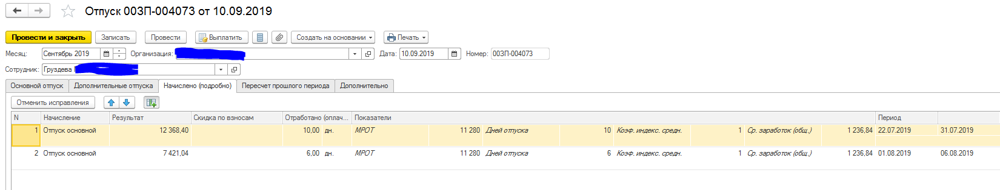 Отпуск 00ЗП-004073 от 10.09.2019
Провести и закрыть Записать Провести Выплатить Создать на основании Печать
Месяц: Сентябрь 2019 Организация: Дата: 10.09.2019 Номер: 00ЗП-004073
Сотрудник: Груздева
Основной отпуск Дополнительные отпуска Начислено (подробно) Пересчет прошлого периода Дополнительно
Отменить исправления
N Начисление Результат Скидка по взносам Отработано (оплач... Показатели Период
1 Отпуск основной 12 368,40 10,00 дн. МРОТ 11 280 Дней отпуска 10 Коэф. индекс. средн. 1 Ср. заработок (общ.) 1 236,84 22.07.2019 31.07.2019
2 Отпуск основной 7 421,04 6,00 дн. МРОТ 11 280 Дней отпуска 6 Коэф. индекс. средн. 1 Ср. заработок (общ.) 1 236,84 01.08.2019 06.08.2019